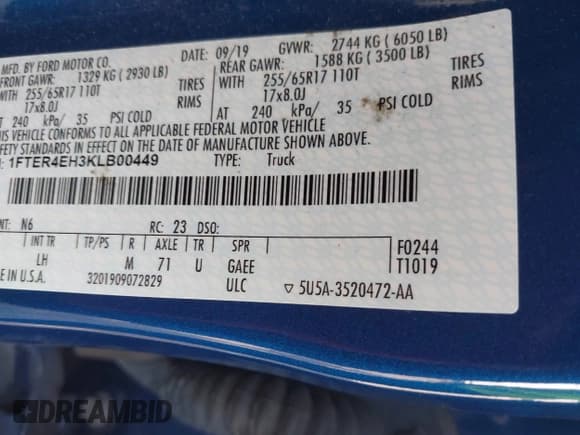 MFD. BY FORD MOTOR CO.
DATE: 09/19 GVWR: 2744 KG ( 6050 LB)
FRONT GAWR: 1329 KG ( 2930 LB) REAR GAWR: 1588 KG ( 3500 LB)
WITH 255/65R17 110T TIRES WITH 255/65R17 110T TIRES
17x8.0J RIMS 17x8.0J RIMS
AT 240 kPa/ 35 PSI COLD AT 240 kPa/ 35 PSI COLD
THIS VEHICLE CONFORMS TO ALL APPLICABLE FEDERAL MOTOR VEHICLE
SAFETY IN EFFECT ON THE DATE OF MANUFACTURE SHOWN ABOVE.
: 1FTER4EH3KLB00449 TYPE: Truck
NT: N6 RC: 23 DSO:
INT TR TP/PS R AXLE TR SPR F0244
LH M 71 U GAEE T1019
E IN U.S.A. 3201909072829 ULC ▽ 5U5A-3520472-AA
DREAMBID